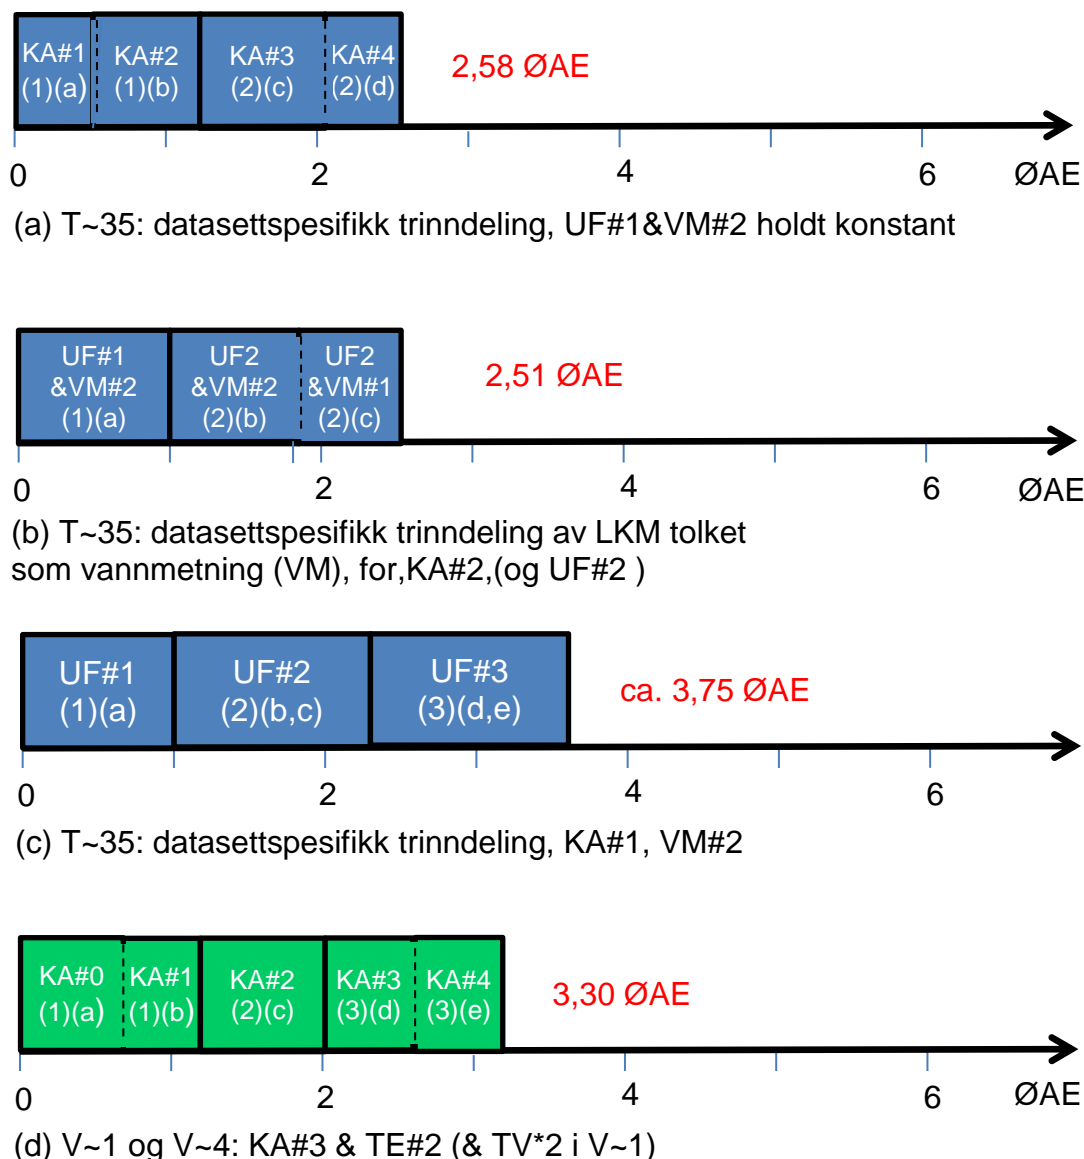 KA#1 KA#2 KA#3 KA#4
(1)(a) (1)(b) (2)(c) (2)(d)
2,58 ØAE
0 2 4 6 ØAE
(a) T~35: datasettspesifikk trinndeling, UF#1&VM#2 holdt konstant
UF#1 UF2 UF2
&VM#2 &VM#2 &VM#1
(1)(a) (2)(b) (2)(c)
2,51 ØAE
0 2 4 6 ØAE
(b) T~35: datasettspesifikk trinndeling av LKM tolket
som vannmetning (VM), for,KA#2,(og UF#2 )
UF#1 UF#2 UF#3
(1)(a) (2)(b,c) (3)(d,e)
ca. 3,75 ØAE
0 2 4 6
(c) T~35: datasettspesifikk trinndeling, KA#1, VM#2
KA#0 KA#1 KA#2 KA#3 KA#4
(1)(a) (1)(b) (2)(c) (3)(d) (3)(e)
3,30 ØAE
0 2 4 6 ØAE
(d) V~1 og V~4: KA#3 & TE#2 (& TV*2 i V~1)